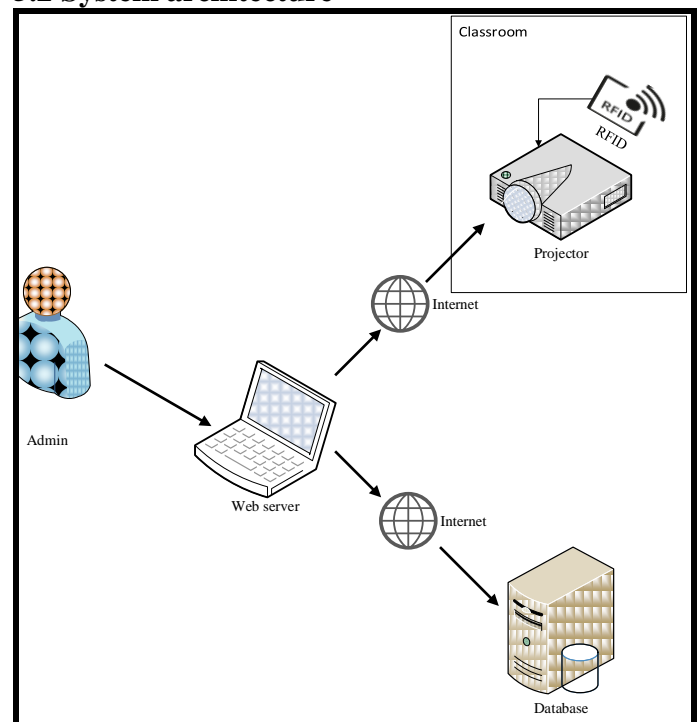 Classroom
RFID
RFID
Projector
Internet
Admin
Web server
Internet
Database